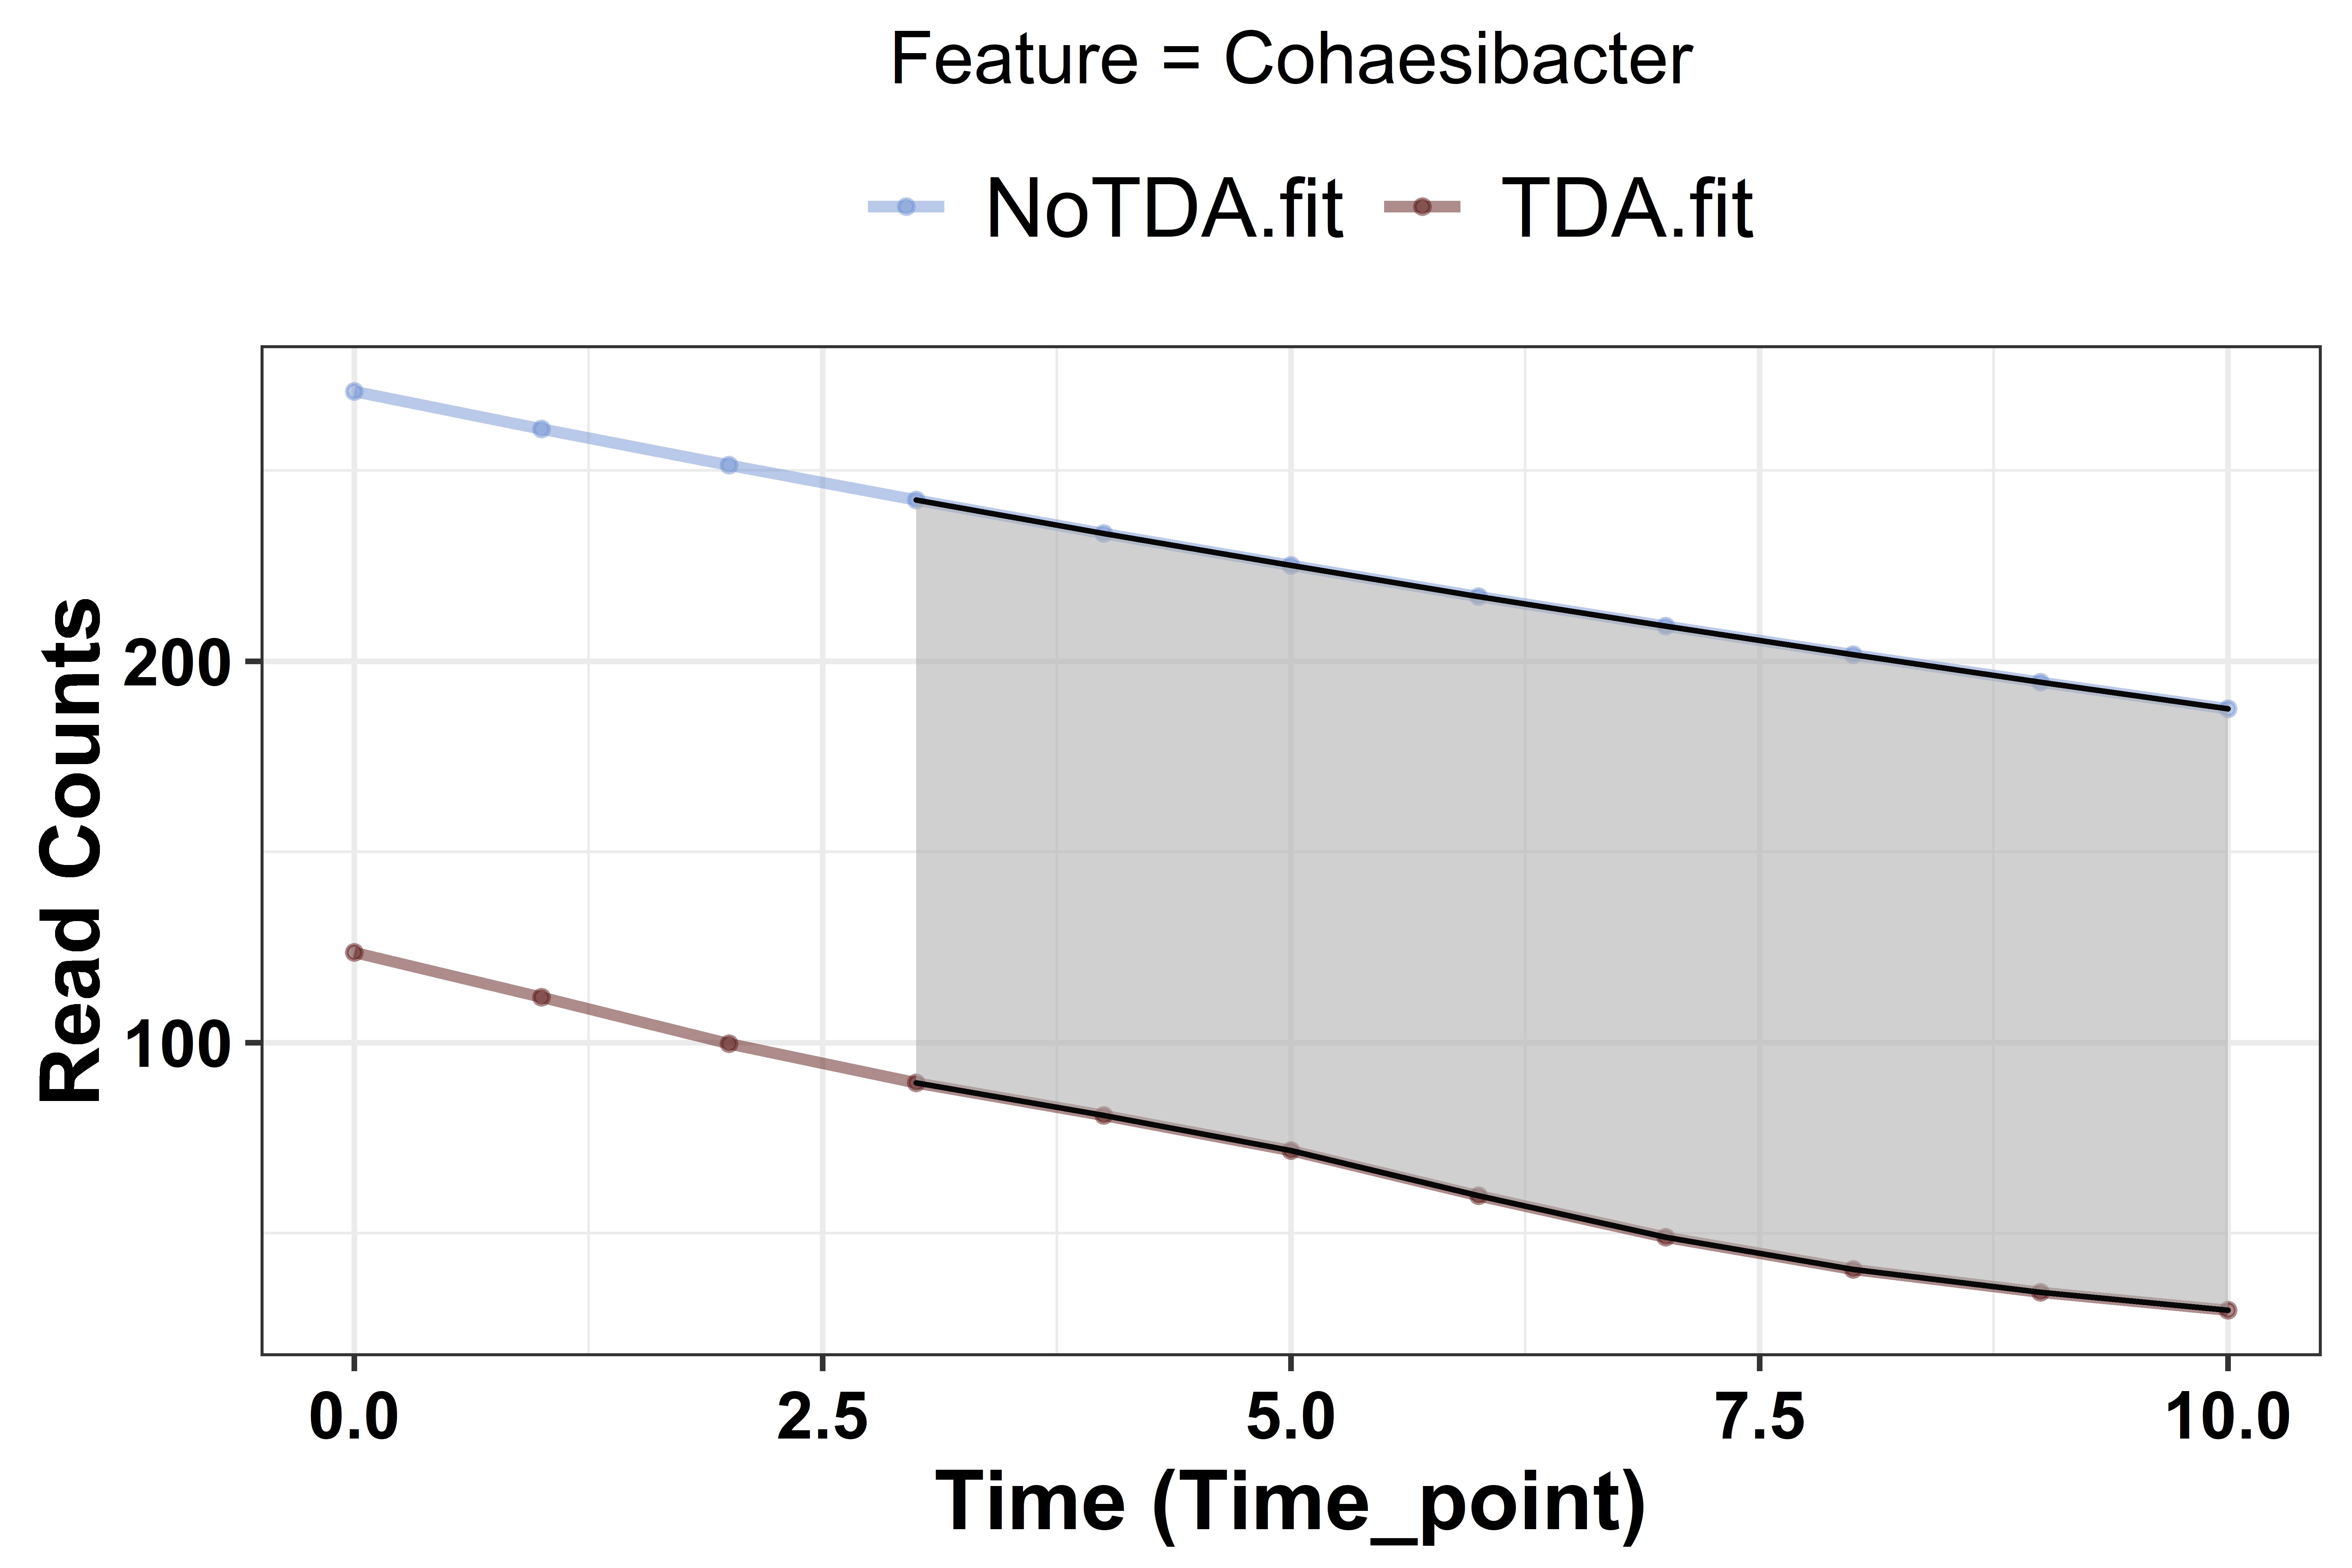 Feature = Cohaesibacter
NoTDA.fit TDA.fit
Read Counts
200
100
0.0 2.5 5.0 7.5 10.0
Time (Time_point)